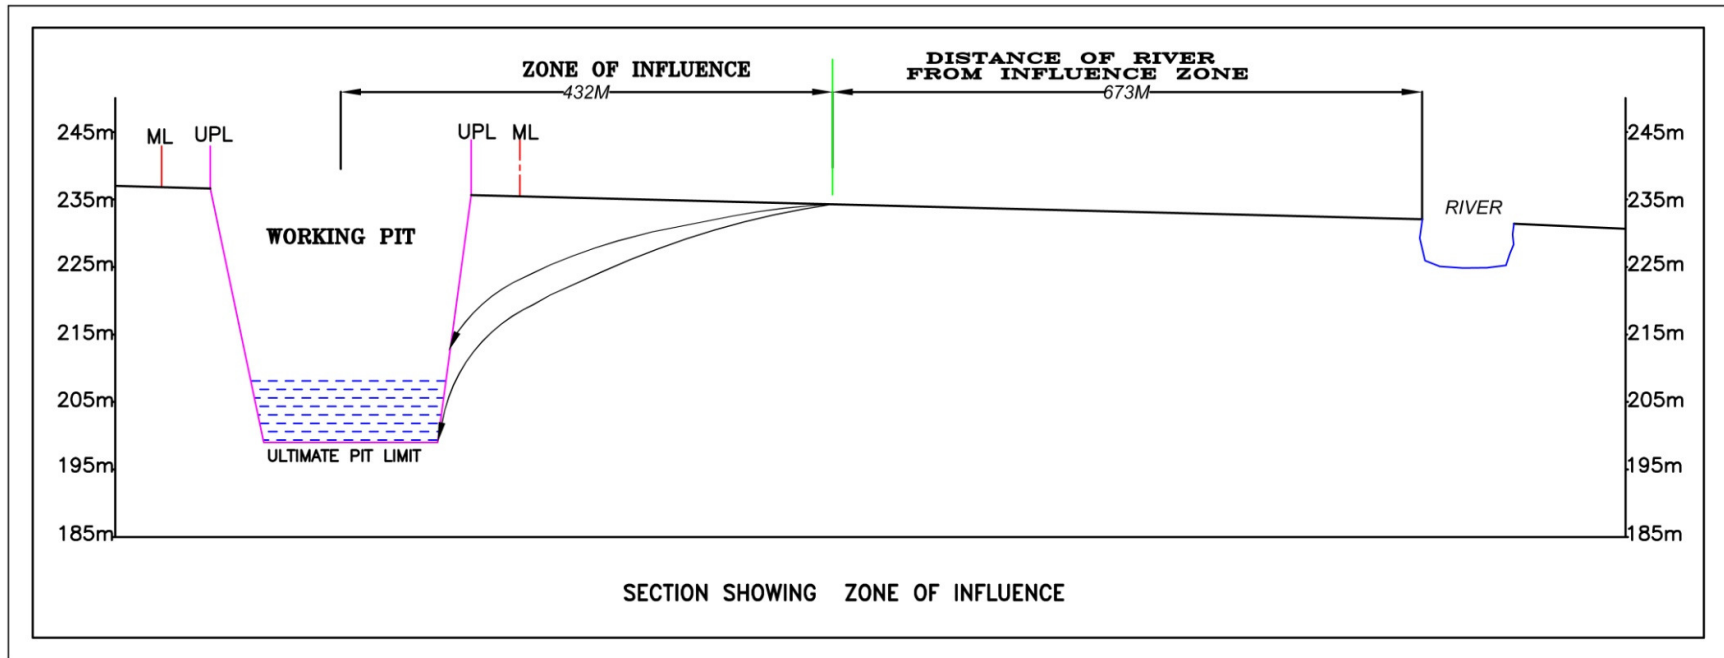 ZONE OF INFLUENCE
DISTANCE OF RIVER
FROM INFLUENCE ZONE
432M
673M
245m
ML
UPL
UPL
ML
245m
235m
235m
RIVER
WORKING PIT
225m
225m
215m
215m
205m
205m
ULTIMATE PIT LIMIT
195m
195m
185m
185m
SECTION SHOWING ZONE OF INFLUENCE